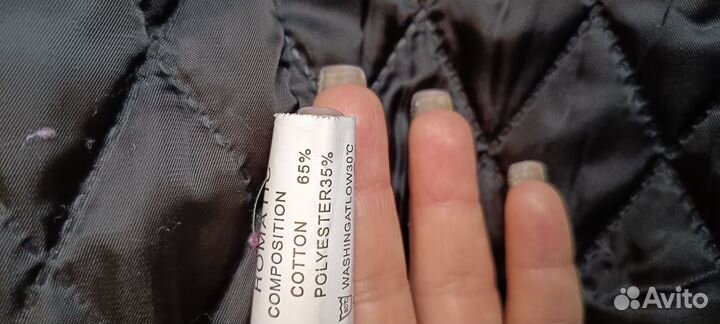 COMPOSITION
COTTON 65%
POLYESTER35%
WASHINGATLOW30℃
Avito